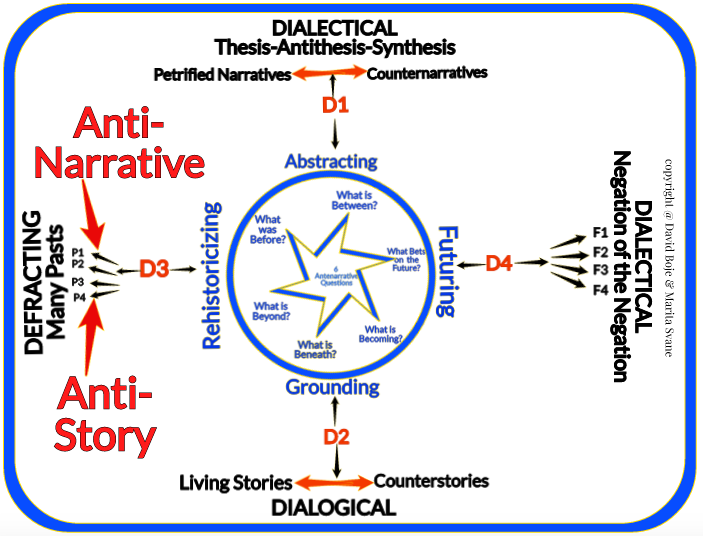 DIALECTICAL
Thesis-Antithesis-Synthesis
Petrified Narratives
Counternarratives
D1
Anti-
Narrative
Abstracting
What is
Between?
What
was
Before?
What Bets
on the
Future?
6
Antenarrative
Questions
What is
Beyond?
What is
Becoming?
What is
Beneath?
Rehistoricizing
Futuring
Grounding
DEFRACTING
Many Pasts
P1
P2
P3
P4
D3
D4
F1
F2
F3
F4
DIALECTICAL
Negation of the Negation
copyright @ David Boje & Marita Svane
Anti-
Story
D2
Living Stories
Counterstories
DIALOGICAL